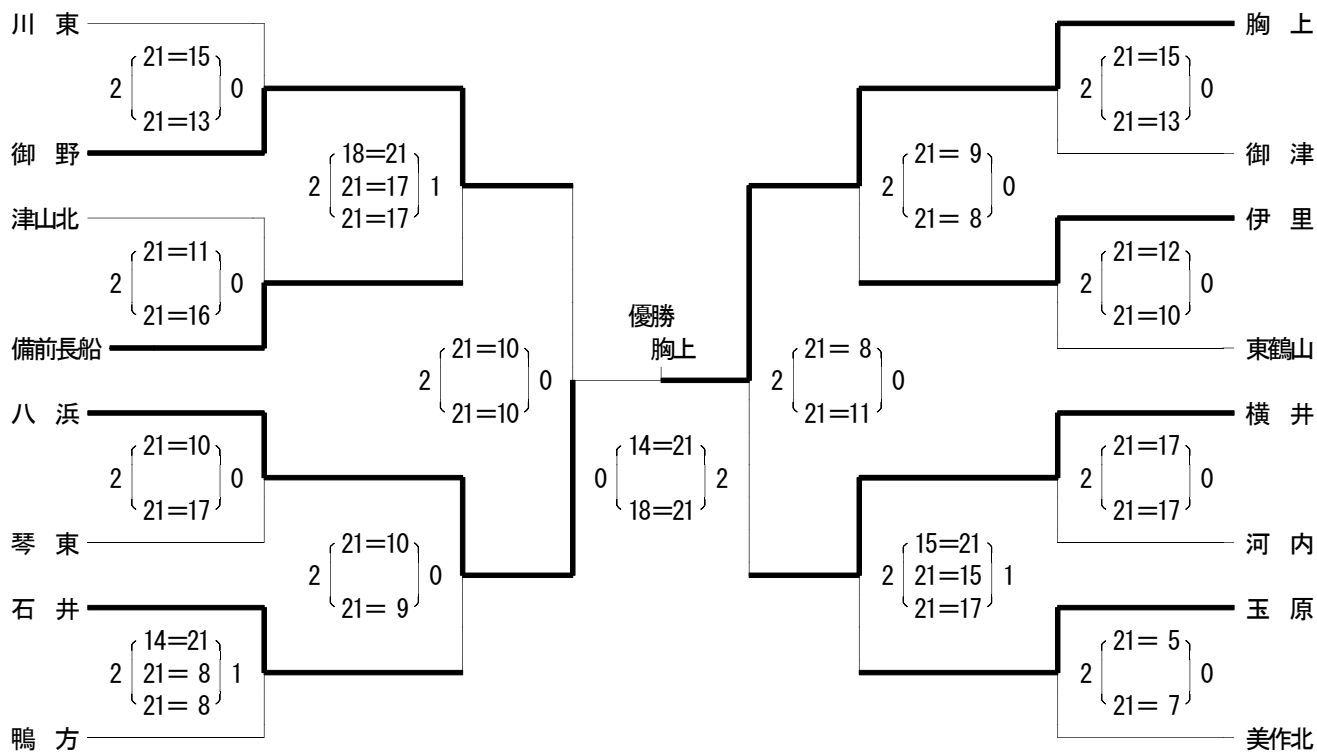 川 東
2 21=15 0
21=13
御 野
2 18=21 1
21=17
21=17
津山北
2 21=11 0
21=16
備前長船
2 21=10 0
21=10
八 浜
2 21=10 0
21=17
琴 東
2 21=10 0
21= 9
石 井
2 14=21 1
21= 8
21= 8
鴨 方
優勝
胸上
0 14=21 2
18=21
胸 上
2 21=15 0
21=13
御 津
2 21= 9 0
21= 8
伊 里
2 21=12 0
21=10
東鶴山
2 21= 8 0
21=11
横 井
2 21=17 0
21=17
河 内
2 15=21 1
21=15
21=17
玉 原
2 21= 5 0
21= 7
美作北